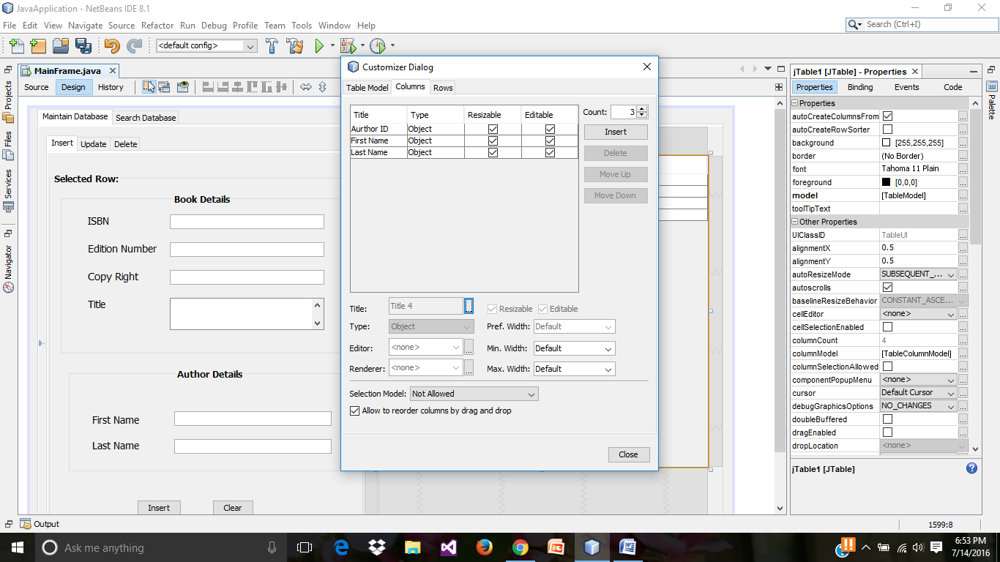 JavaApplication - NetBeans IDE 8.1
File Edit View Navigate Source Refactor Run Debug Profile Team Tools Window Help
Search (Ctrl+I)
<default config>
MainFrame.java
Source Design History
Maintain Database Search Database
Insert Update Delete
Selected Row:
Book Details
ISBN
Edition Number
Copy Right
Title
Author Details
First Name
Last Name
Insert Clear
Projects
Files
Services
Navigator
Customizer Dialog
Table Model Columns Rows
Title Type Resizable Editable
Aurthor ID Object
First Name Object
Last Name Object
Count: 3
Insert
Delete
Move Up
Move Down
Title: Title 4 ... Resizable Editable
Type: Object Pref. Width: Default
Editor: <none> ... Min. Width: Default
Renderer: <none> ... Max. Width: Default
Selection Model: Not Allowed
Allow to reorder columns by drag and drop
Close
jTable1 [JTable] - Properties
Properties Binding Events Code
Properties
autoCreateColumnsFrom ...
autoCreateRowSorter ...
background [255,255,255] ...
border (No Border) ...
font Tahoma 11 Plain ...
foreground [0,0,0] ...
model [TableModel] ...
toolTipText ...
Other Properties
UIClassID TableUI ...
alignmentX 0.5 ...
alignmentY 0.5 ...
autoResizeMode SUBSEQUENT_... ...
autoscrolls ...
baselineResizeBehavior CONSTANT_ASCE... ...
cellEditor <none> ...
cellSelectionEnabled ...
columnCount 4 ...
columnModel [TableColumnModel] ...
columnSelectionAllowed ...
componentPopupMenu <none> ...
cursor Default Cursor ...
debugGraphicsOptions NO_CHANGES ...
doubleBuffered ...
dragEnabled ...
dropLocation <none> ...
jTable1 [JTable]
Palette
Output
1599:8
Ask me anything
6:53 PM
7/14/2016